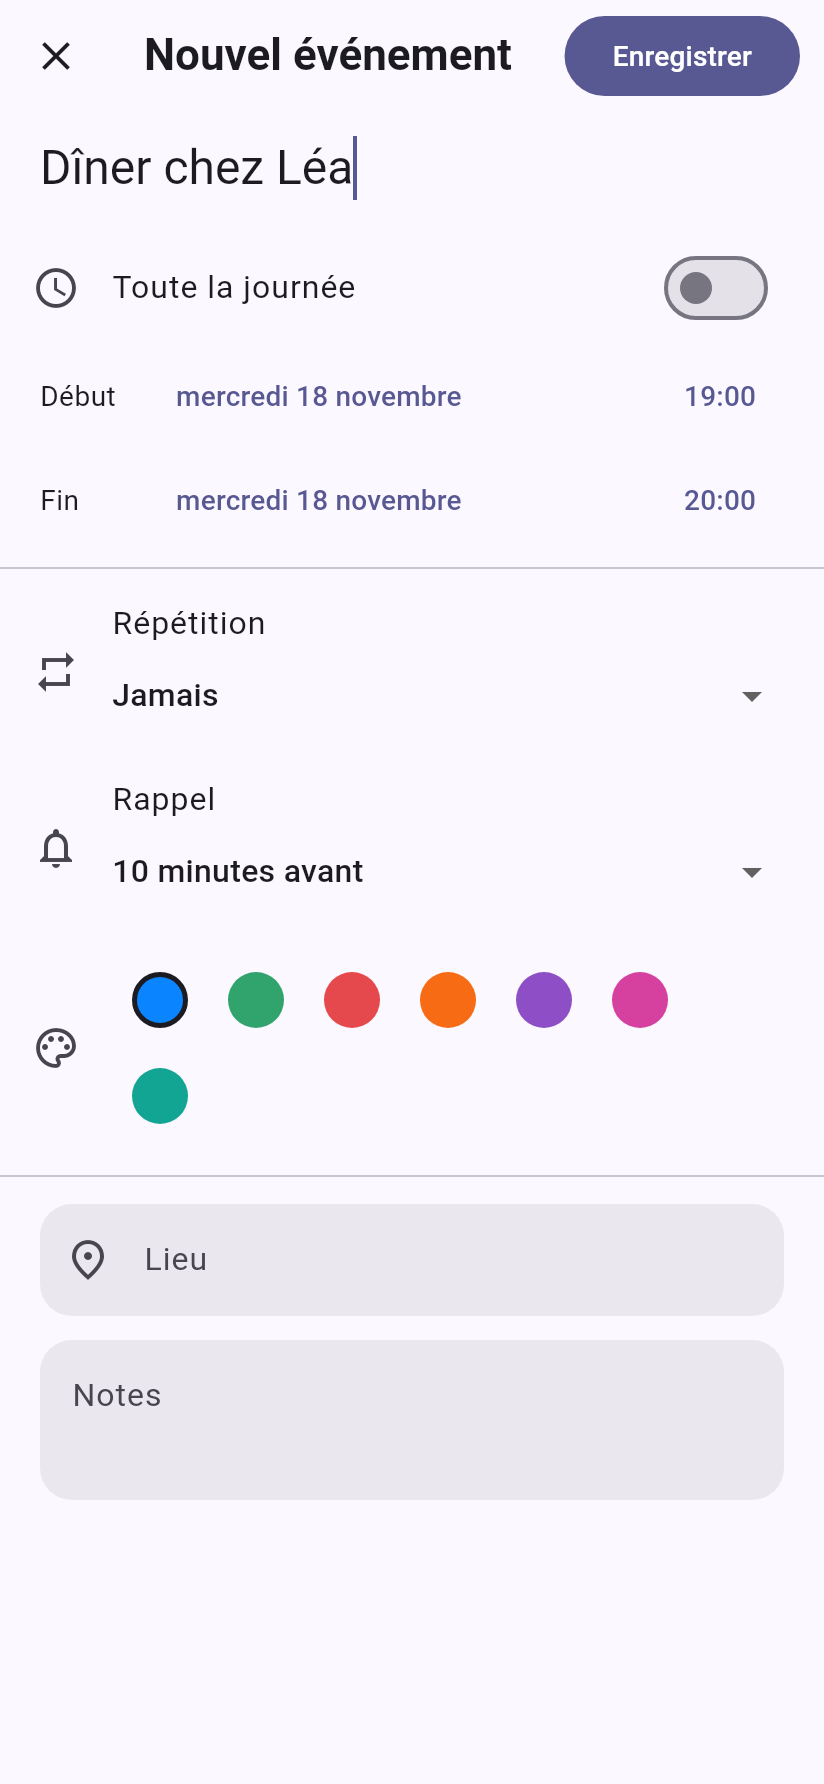 Nouvel événement
Enregistrer
Dîner chez Léa
Toute la journée
Début mercredi 18 novembre 19:00
Fin mercredi 18 novembre 20:00
Répétition
Jamais
Rappel
10 minutes avant
Lieu
Notes